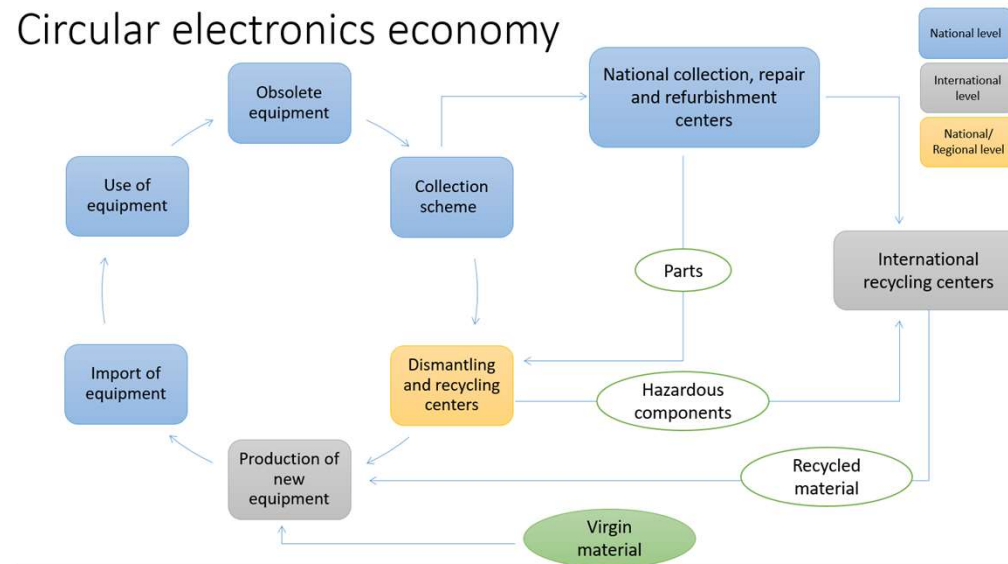 Circular electronics economy
National level
International
level
National/
Regional level
Obsolete
equipment
National collection, repair
and refurbishment
centers
Use of
equipment
Collection
scheme
Parts
International
recycling centers
Import of
equipment
Dismantling
and recycling
centers
Hazardous
components
Production of
new
equipment
Recycled
material
Virgin
material